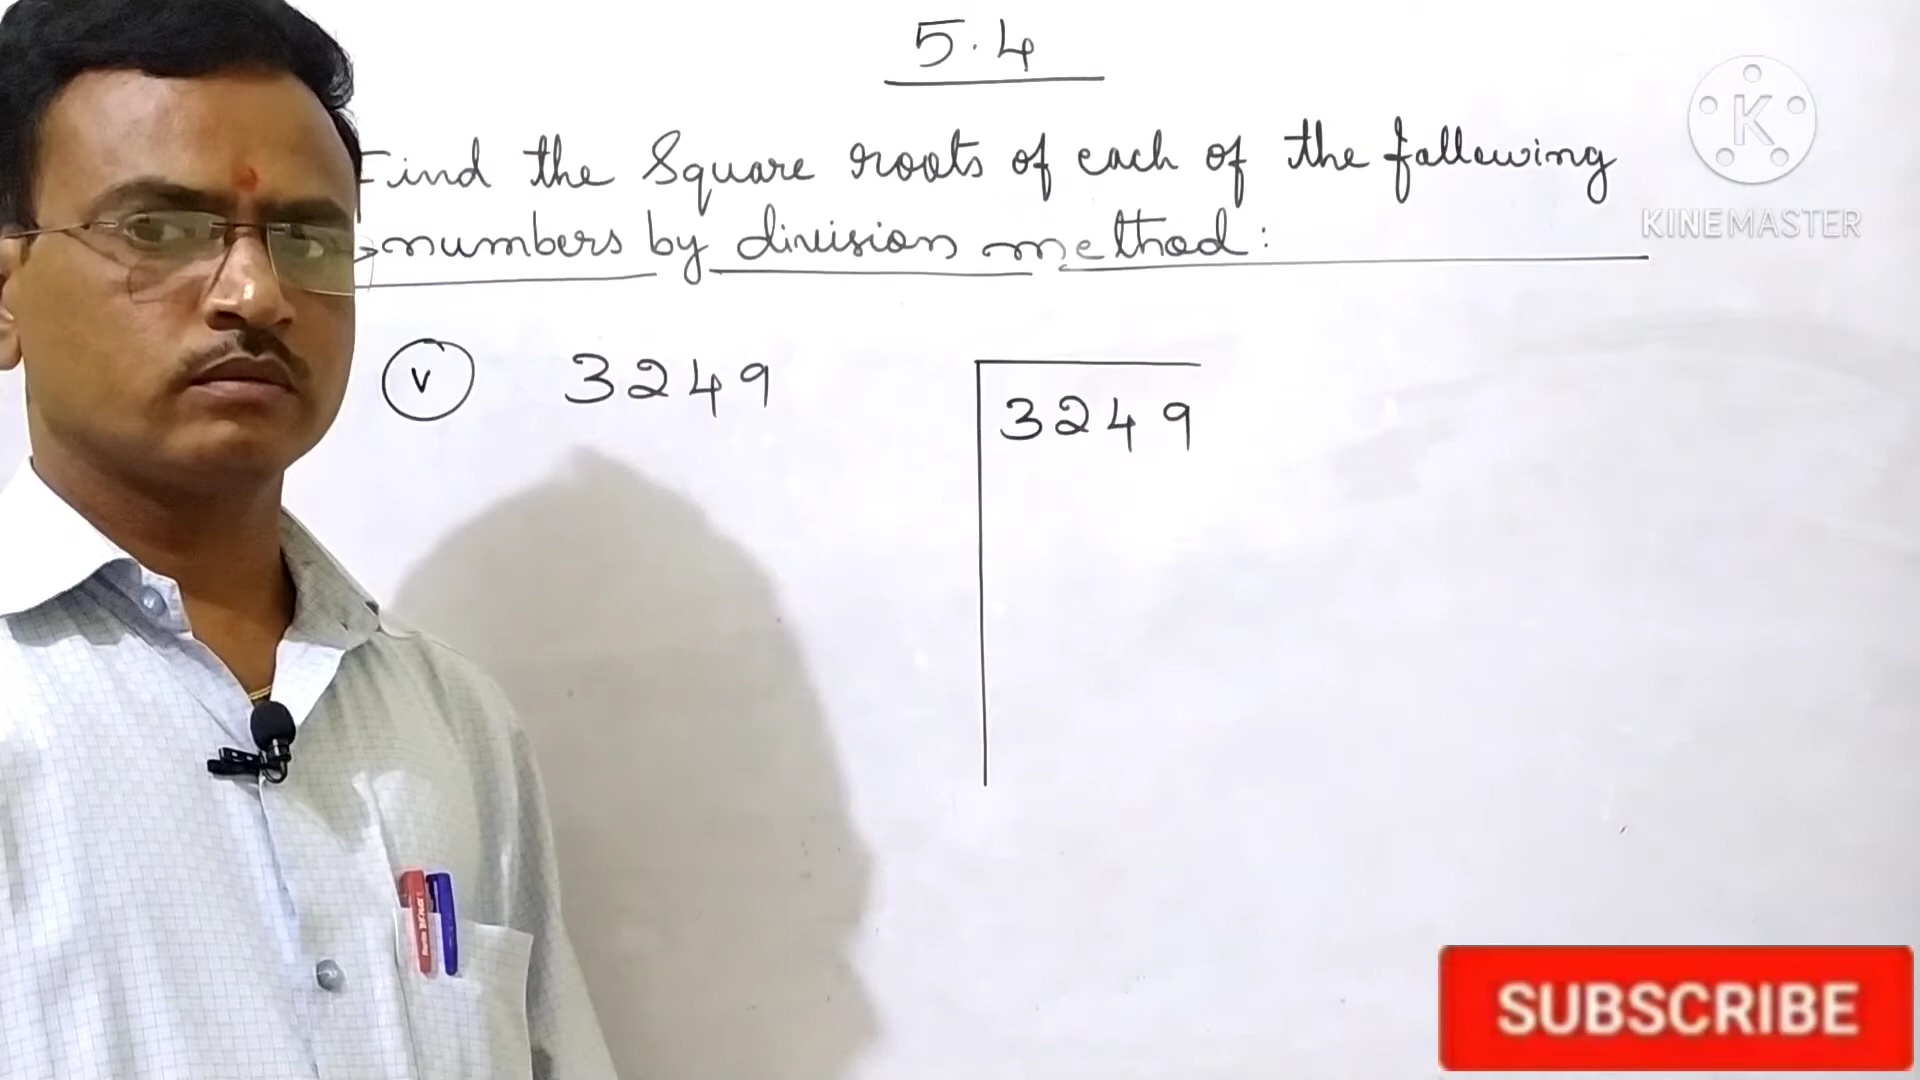 5.4
Find the Square roots of each of the following
numbers by division method:
v 3249 3249
K
KINEMASTER
SUBSCRIBE